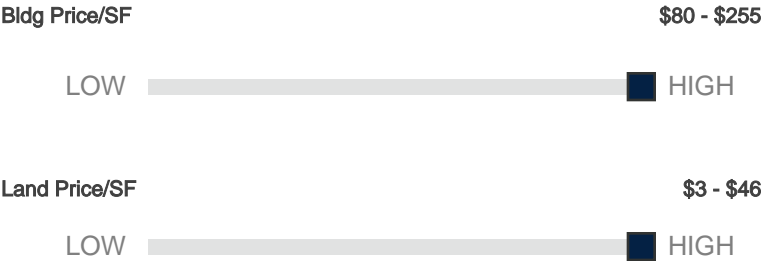 Bldg Price/SF $80 - $255
LOW HIGH
Land Price/SF $3 - $46
LOW HIGH